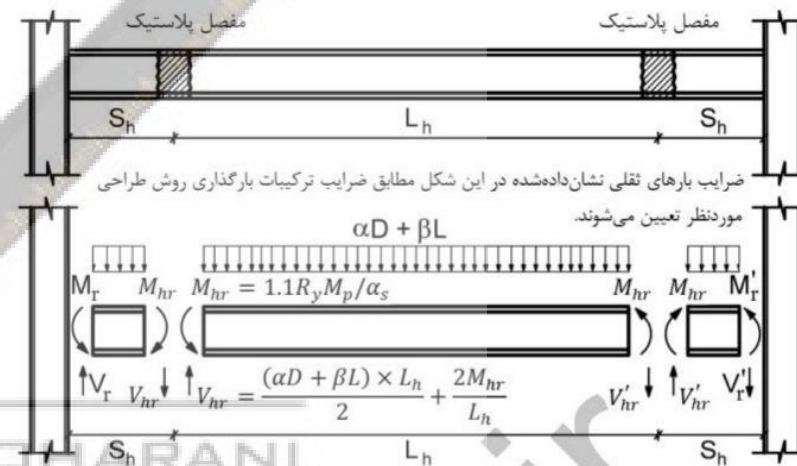 مفصل پلاستیک
مفصل پلاستیک
S_h
L_h
S_h
ضرایب بارهای ثقلی نشان‌داده‌شده در این شکل مطابق ضرایب ترکیبات بارگذاری روش طراحی
موردنظر تعیین می‌شوند.
αD + βL
M_r M_hr M_hr = 1.1R_yM_p/α_s M_hr M_hr M'_r
V_r V_hr V_hr = (αD + βL) × L_h / 2 + 2M_hr / L_h V'_hr V'_hr V'_r
S_h
L_h
S_h